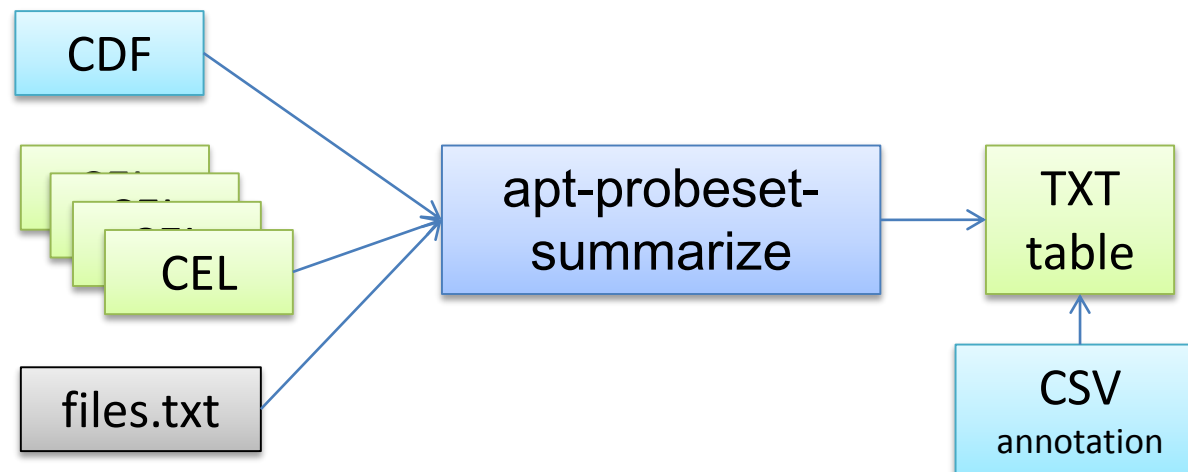 CDF
CEL
files.txt
apt-probeset-
summarize
TXT
table
CSV
annotation